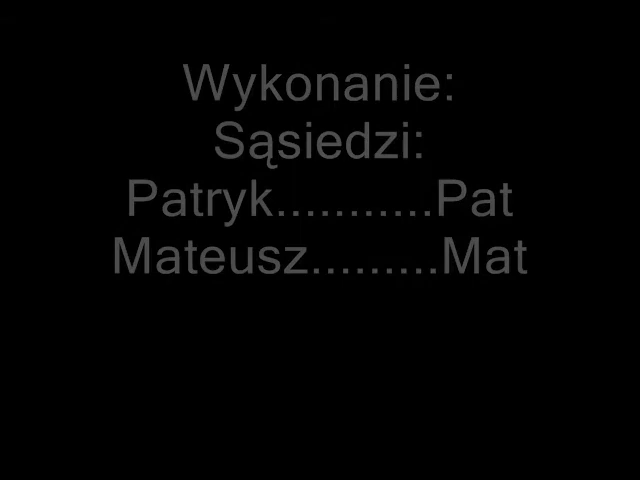 Wykonanie:
Sąsiedzi:
Patryk...........Pat
Mateusz.........Mat